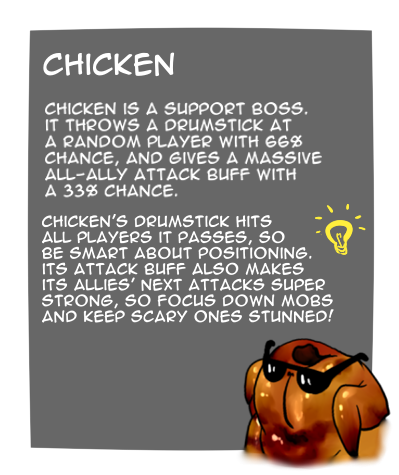 CHICKEN
CHICKEN IS A SUPPORT BOSS.
IT THROWS A DRUMSTICK AT
A RANDOM PLAYER WITH 66%
CHANCE, AND GIVES A MASSIVE
ALL-ALLY ATTACK BUFF WITH
A 33% CHANCE.
CHICKEN'S DRUMSTICK HITS
ALL PLAYERS IT PASSES, SO
BE SMART ABOUT POSITIONING.
ITS ATTACK BUFF ALSO MAKES
ITS ALLIES' NEXT ATTACKS SUPER
STRONG, SO FOCUS DOWN MOBS
AND KEEP SCARY ONES STUNNED!